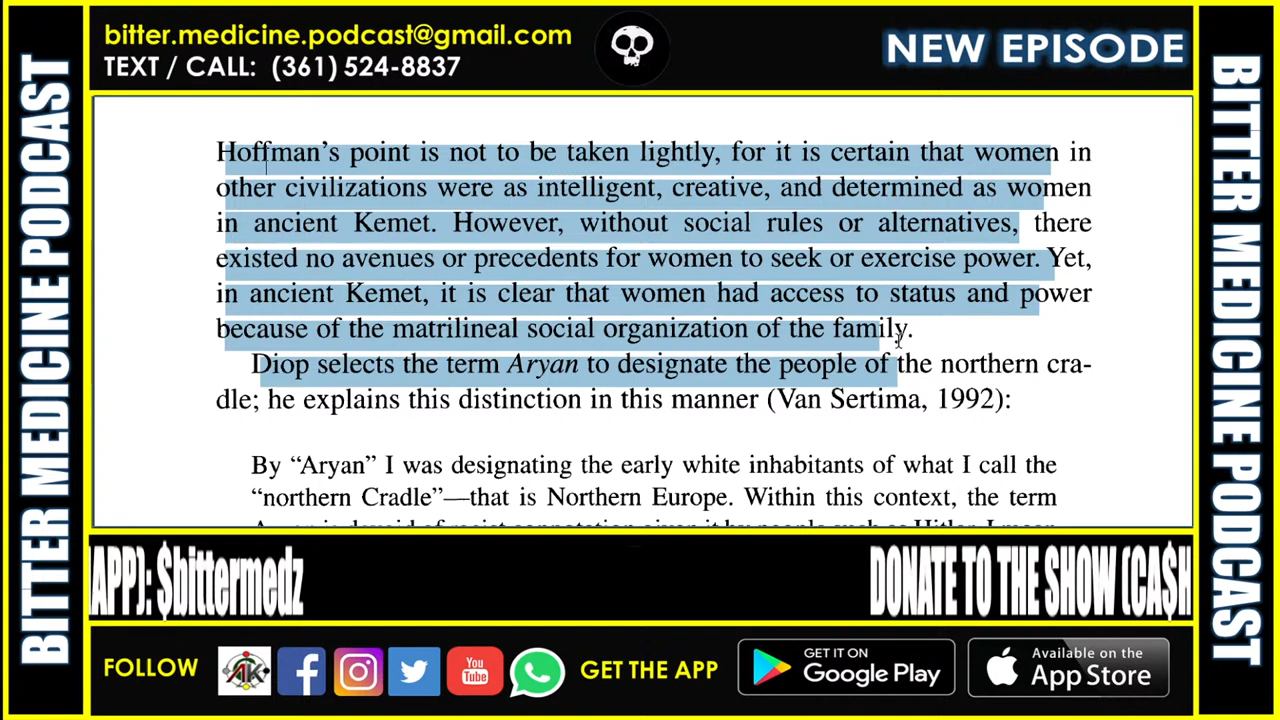 bitter.medicine.podcast@gmail.com
TEXT / CALL: (361) 524-8837
NEW EPISODE
BITTER MEDICINE PODCAST
Hoffman’s point is not to be taken lightly, for it is certain that women in
other civilizations were as intelligent, creative, and determined as women
in ancient Kemet. However, without social rules or alternatives, there
existed no avenues or precedents for women to seek or exercise power. Yet,
in ancient Kemet, it is clear that women had access to status and power
because of the matrilineal social organization of the family.
Diop selects the term Aryan to designate the people of the northern cra-
dle; he explains this distinction in this manner (Van Sertima, 1992):
By “Aryan” I was designating the early white inhabitants of what I call the
“northern Cradle”—that is Northern Europe. Within this context, the term
BITTER MEDICINE PODCAST
APP): $bittermedz
DONATE TO THE SHOW (CA$H
FOLLOW
ATK
You
Tube
GET THE APP
GET IT ON
Google Play
Available on the
App Store